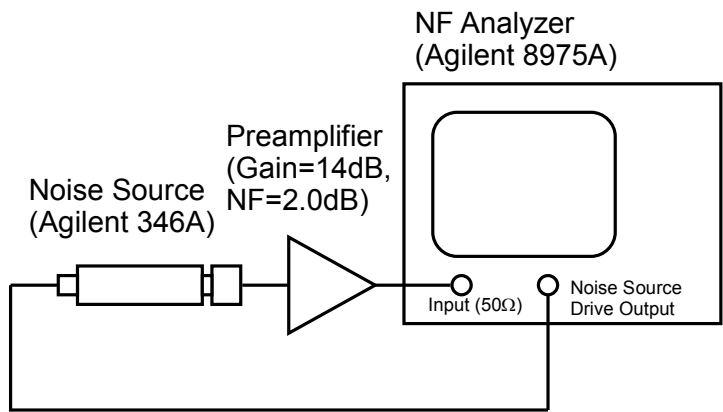 NF Analyzer
(Agilent 8975A)
Preamplifier
(Gain=14dB,
NF=2.0dB)
Noise Source
(Agilent 346A)
Input (50Ω)
Noise Source
Drive Output